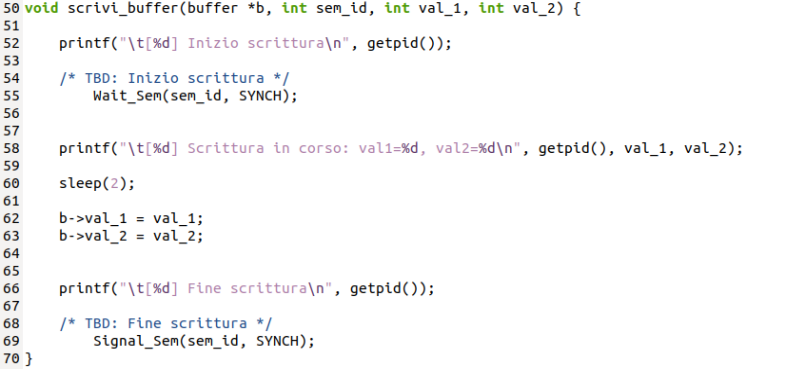 50 void scrivi_buffer(buffer *b, int sem_id, int val_1, int val_2) {
51
52     printf("\t[%d] Inizio scrittura\n", getpid());
53
54     /* TBD: Inizio scrittura */
55         Wait_Sem(sem_id, SYNCH);
56
57
58     printf("\t[%d] Scrittura in corso: val1=%d, val2=%d\n", getpid(), val_1, val_2);
59
60     sleep(2);
61
62     b->val_1 = val_1;
63     b->val_2 = val_2;
64
65
66     printf("\t[%d] Fine scrittura\n", getpid());
67
68     /* TBD: Fine scrittura */
69         Signal_Sem(sem_id, SYNCH);
70 }